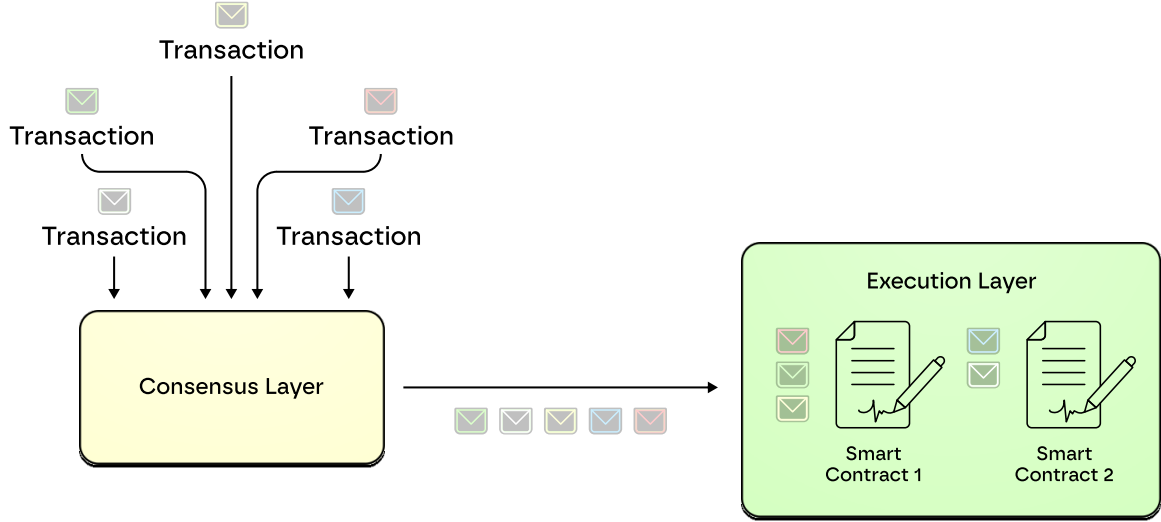 Transaction
Transaction
Transaction
Transaction
Transaction
Consensus Layer
Execution Layer
Smart
Contract 1
Smart
Contract 2